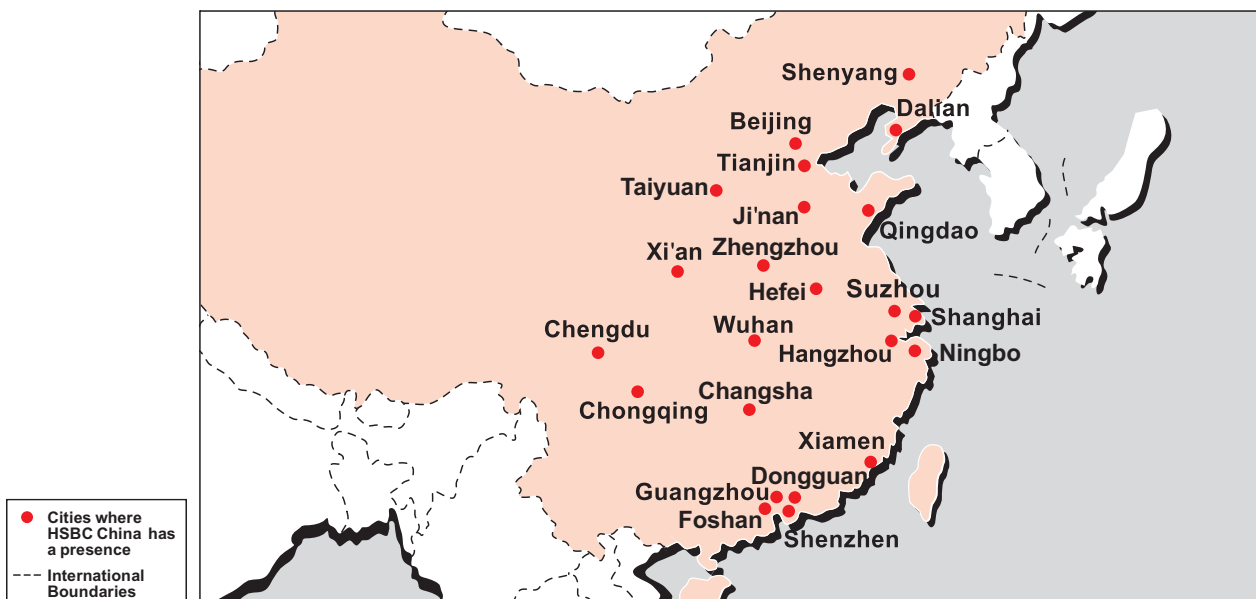 Shenyang
Dalian
Beijing
Tianjin
Taiyuan
Ji'nan
Qingdao
Xi'an
Zhengzhou
Hefei
Suzhou
Shanghai
Chengdu
Wuhan
Hangzhou
Ningbo
Changsha
Chongqing
Xiamen
Dongguan
Guangzhou
Foshan
Shenzhen
Cities where
HSBC China has
a presence
International
Boundaries